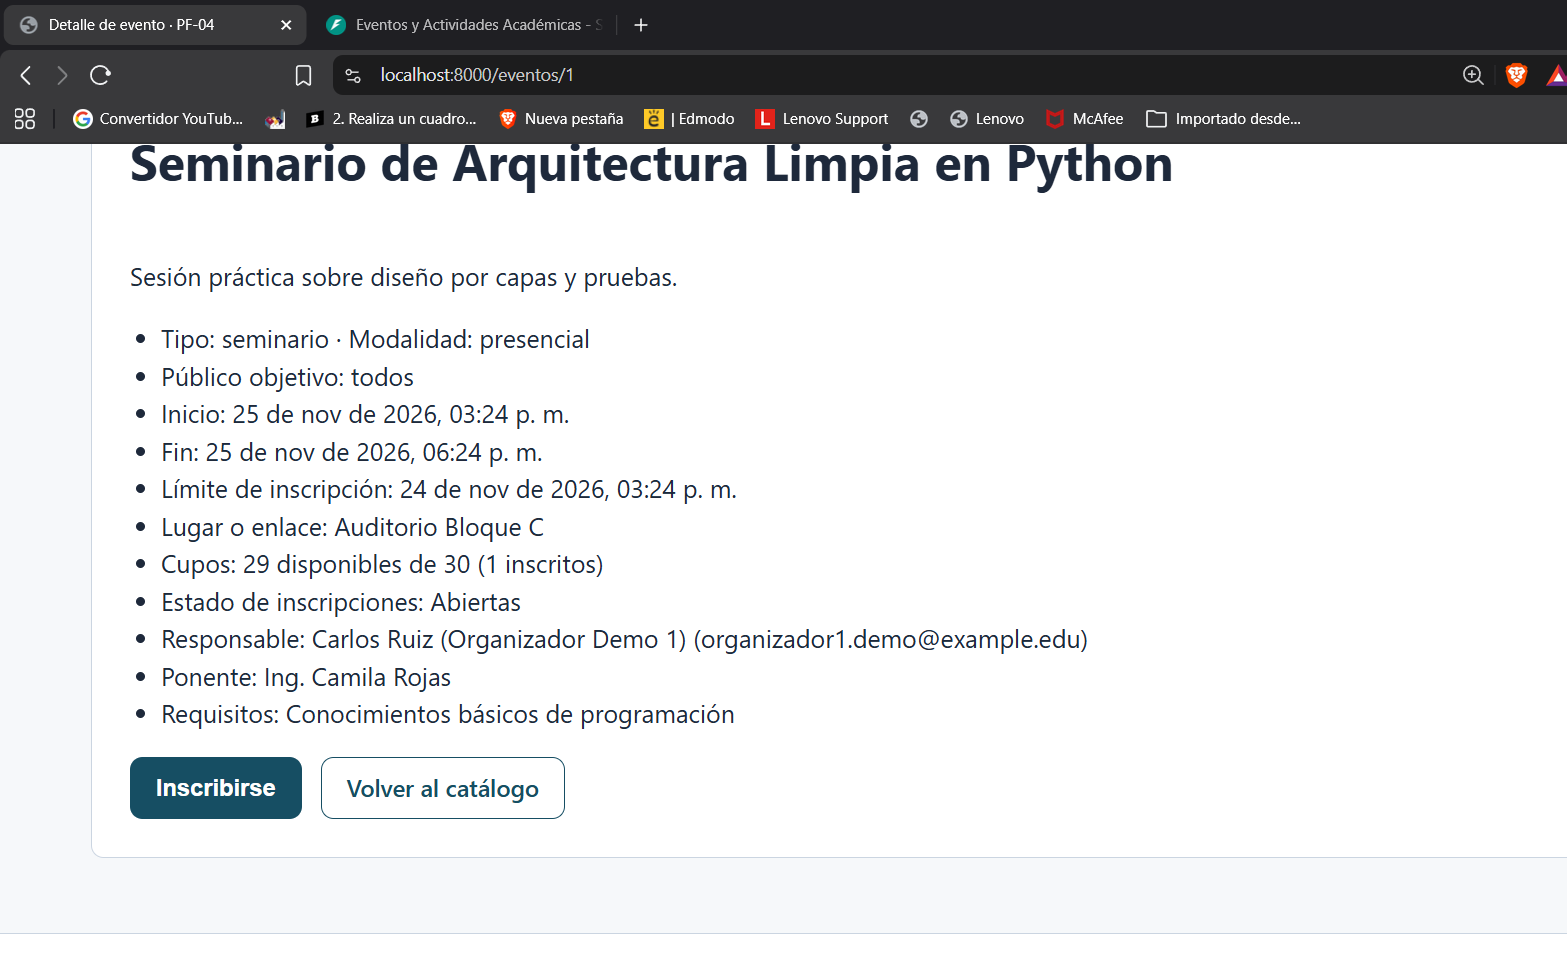 Detalle de evento · PF-04
Eventos y Actividades Académicas - S
localhost:8000/eventos/1
Convertidor YouTub...
2. Realiza un cuadro...
Nueva pestaña
| Edmodo
Lenovo Support
Lenovo
McAfee
Importado desde...
Seminario de Arquitectura Limpia en Python
Sesión práctica sobre diseño por capas y pruebas.
Tipo: seminario · Modalidad: presencial
Público objetivo: todos
Inicio: 25 de nov de 2026, 03:24 p. m.
Fin: 25 de nov de 2026, 06:24 p. m.
Límite de inscripción: 24 de nov de 2026, 03:24 p. m.
Lugar o enlace: Auditorio Bloque C
Cupos: 29 disponibles de 30 (1 inscritos)
Estado de inscripciones: Abiertas
Responsable: Carlos Ruiz (Organizador Demo 1) (organizador1.demo@example.edu)
Ponente: Ing. Camila Rojas
Requisitos: Conocimientos básicos de programación
Inscribirse
Volver al catálogo